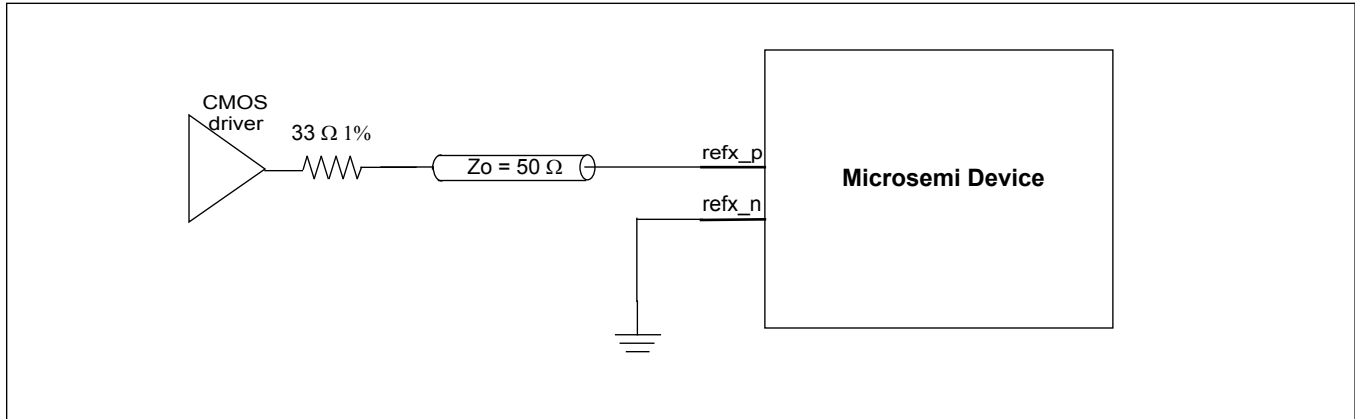 CMOS
driver
33 Ω 1%
Zo = 50 Ω
refx_p
refx_n
Microsemi Device